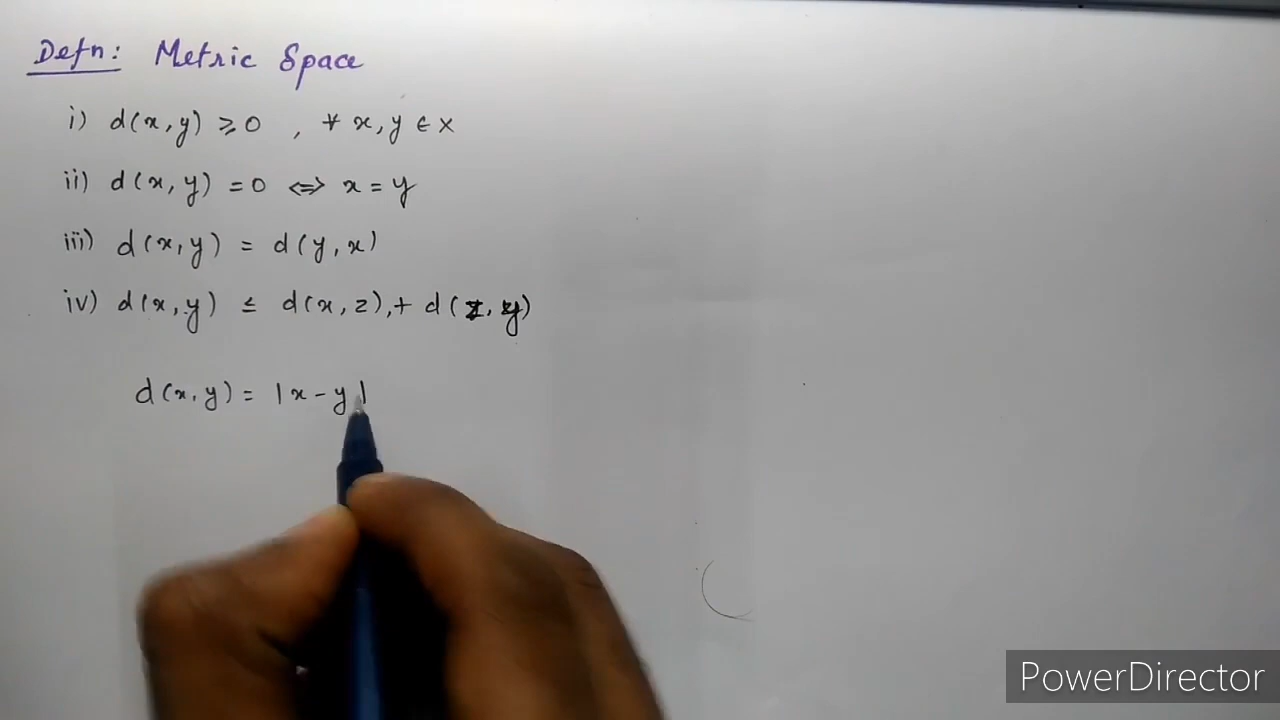 Defn: Metric Space
i) d(x, y) ⩾ 0 , ∀ x, y ∈ X
ii) d(x, y) = 0 ⇔ x = y
iii) d(x, y) = d(y, x)
iv) d(x, y) ≤ d(x, z), + d(z, y)
d(x, y) = |x - y|
PowerDirector